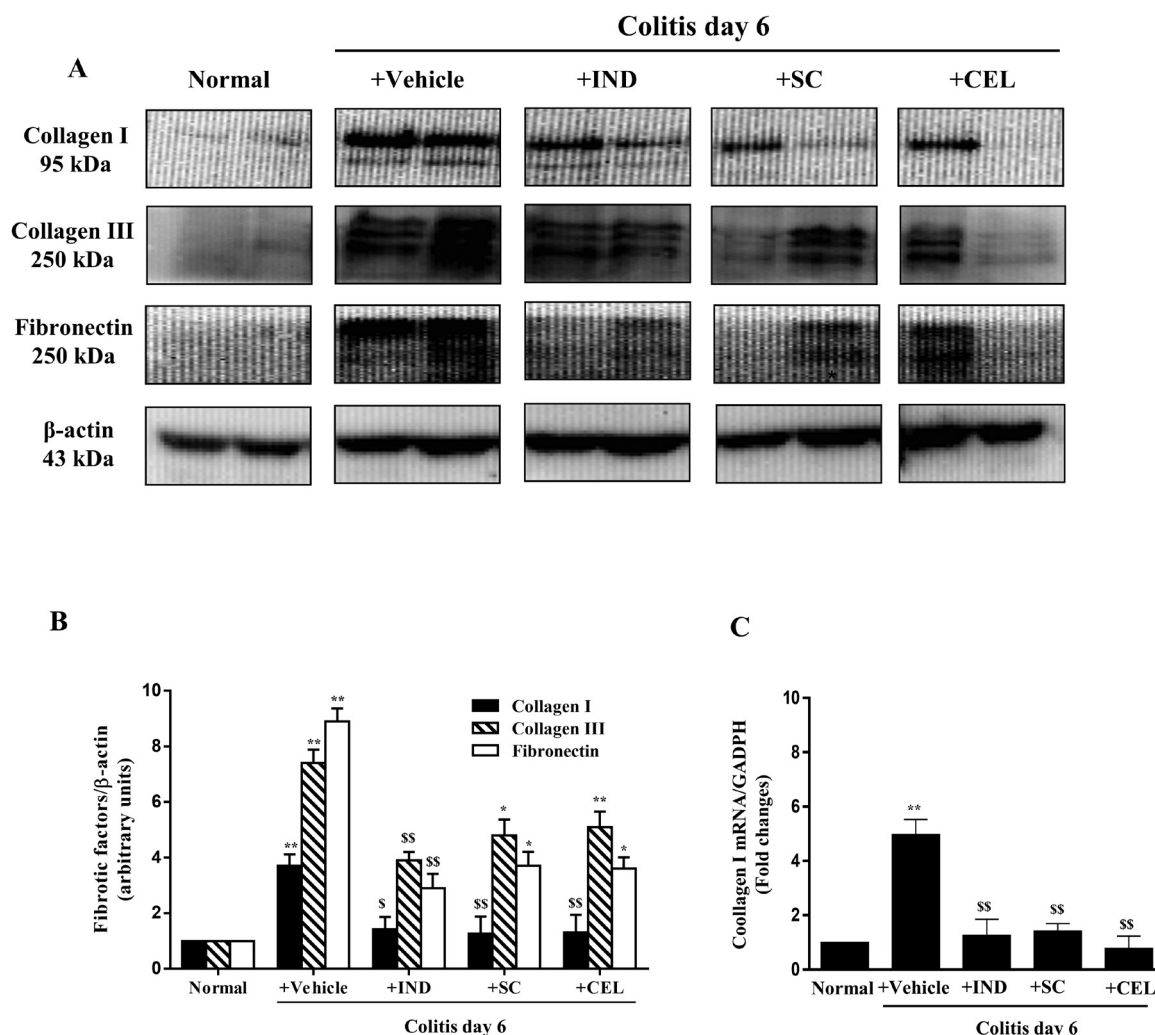 Colitis day 6
A
Normal +Vehicle +IND +SC +CEL
Collagen I
95 kDa
Collagen III
250 kDa
Fibronectin
250 kDa
*
β-actin
43 kDa
B
Fibrotic factors/β-actin
(arbitrary units)
10
8
6
4
2
0
Collagen I
Collagen III
Fibronectin
** ** **
$ $$ $$
$$ * *
$$ ** *
Normal +Vehicle +IND +SC +CEL
Colitis day 6
C
Coollagen I mRNA/GADPH
(Fold changes)
10
8
6
4
2
0
** $$ $$ $$
Normal +Vehicle +IND +SC +CEL
Colitis day 6